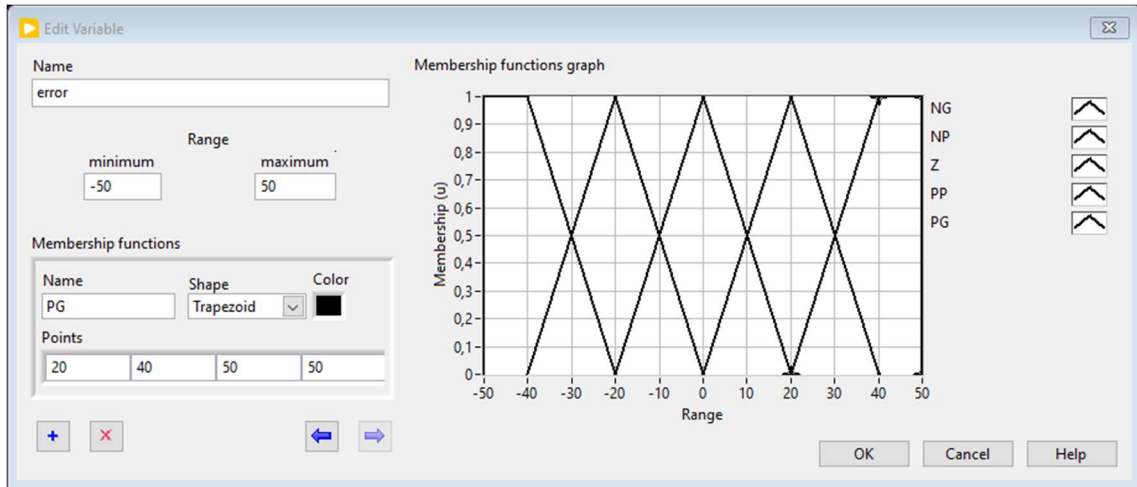 Edit Variable
Name
error
Range
minimum
maximum
-50
50
Membership functions
Name
Shape
Color
PG
Trapezoid
Points
20
40
50
50
Membership functions graph
Membership (u)
1
0,9
0,8
0,7
0,6
0,5
0,4
0,3
0,2
0,1
0
-50
-40
-30
-20
-10
0
10
20
30
40
50
Range
NG
NP
Z
PP
PG
OK
Cancel
Help